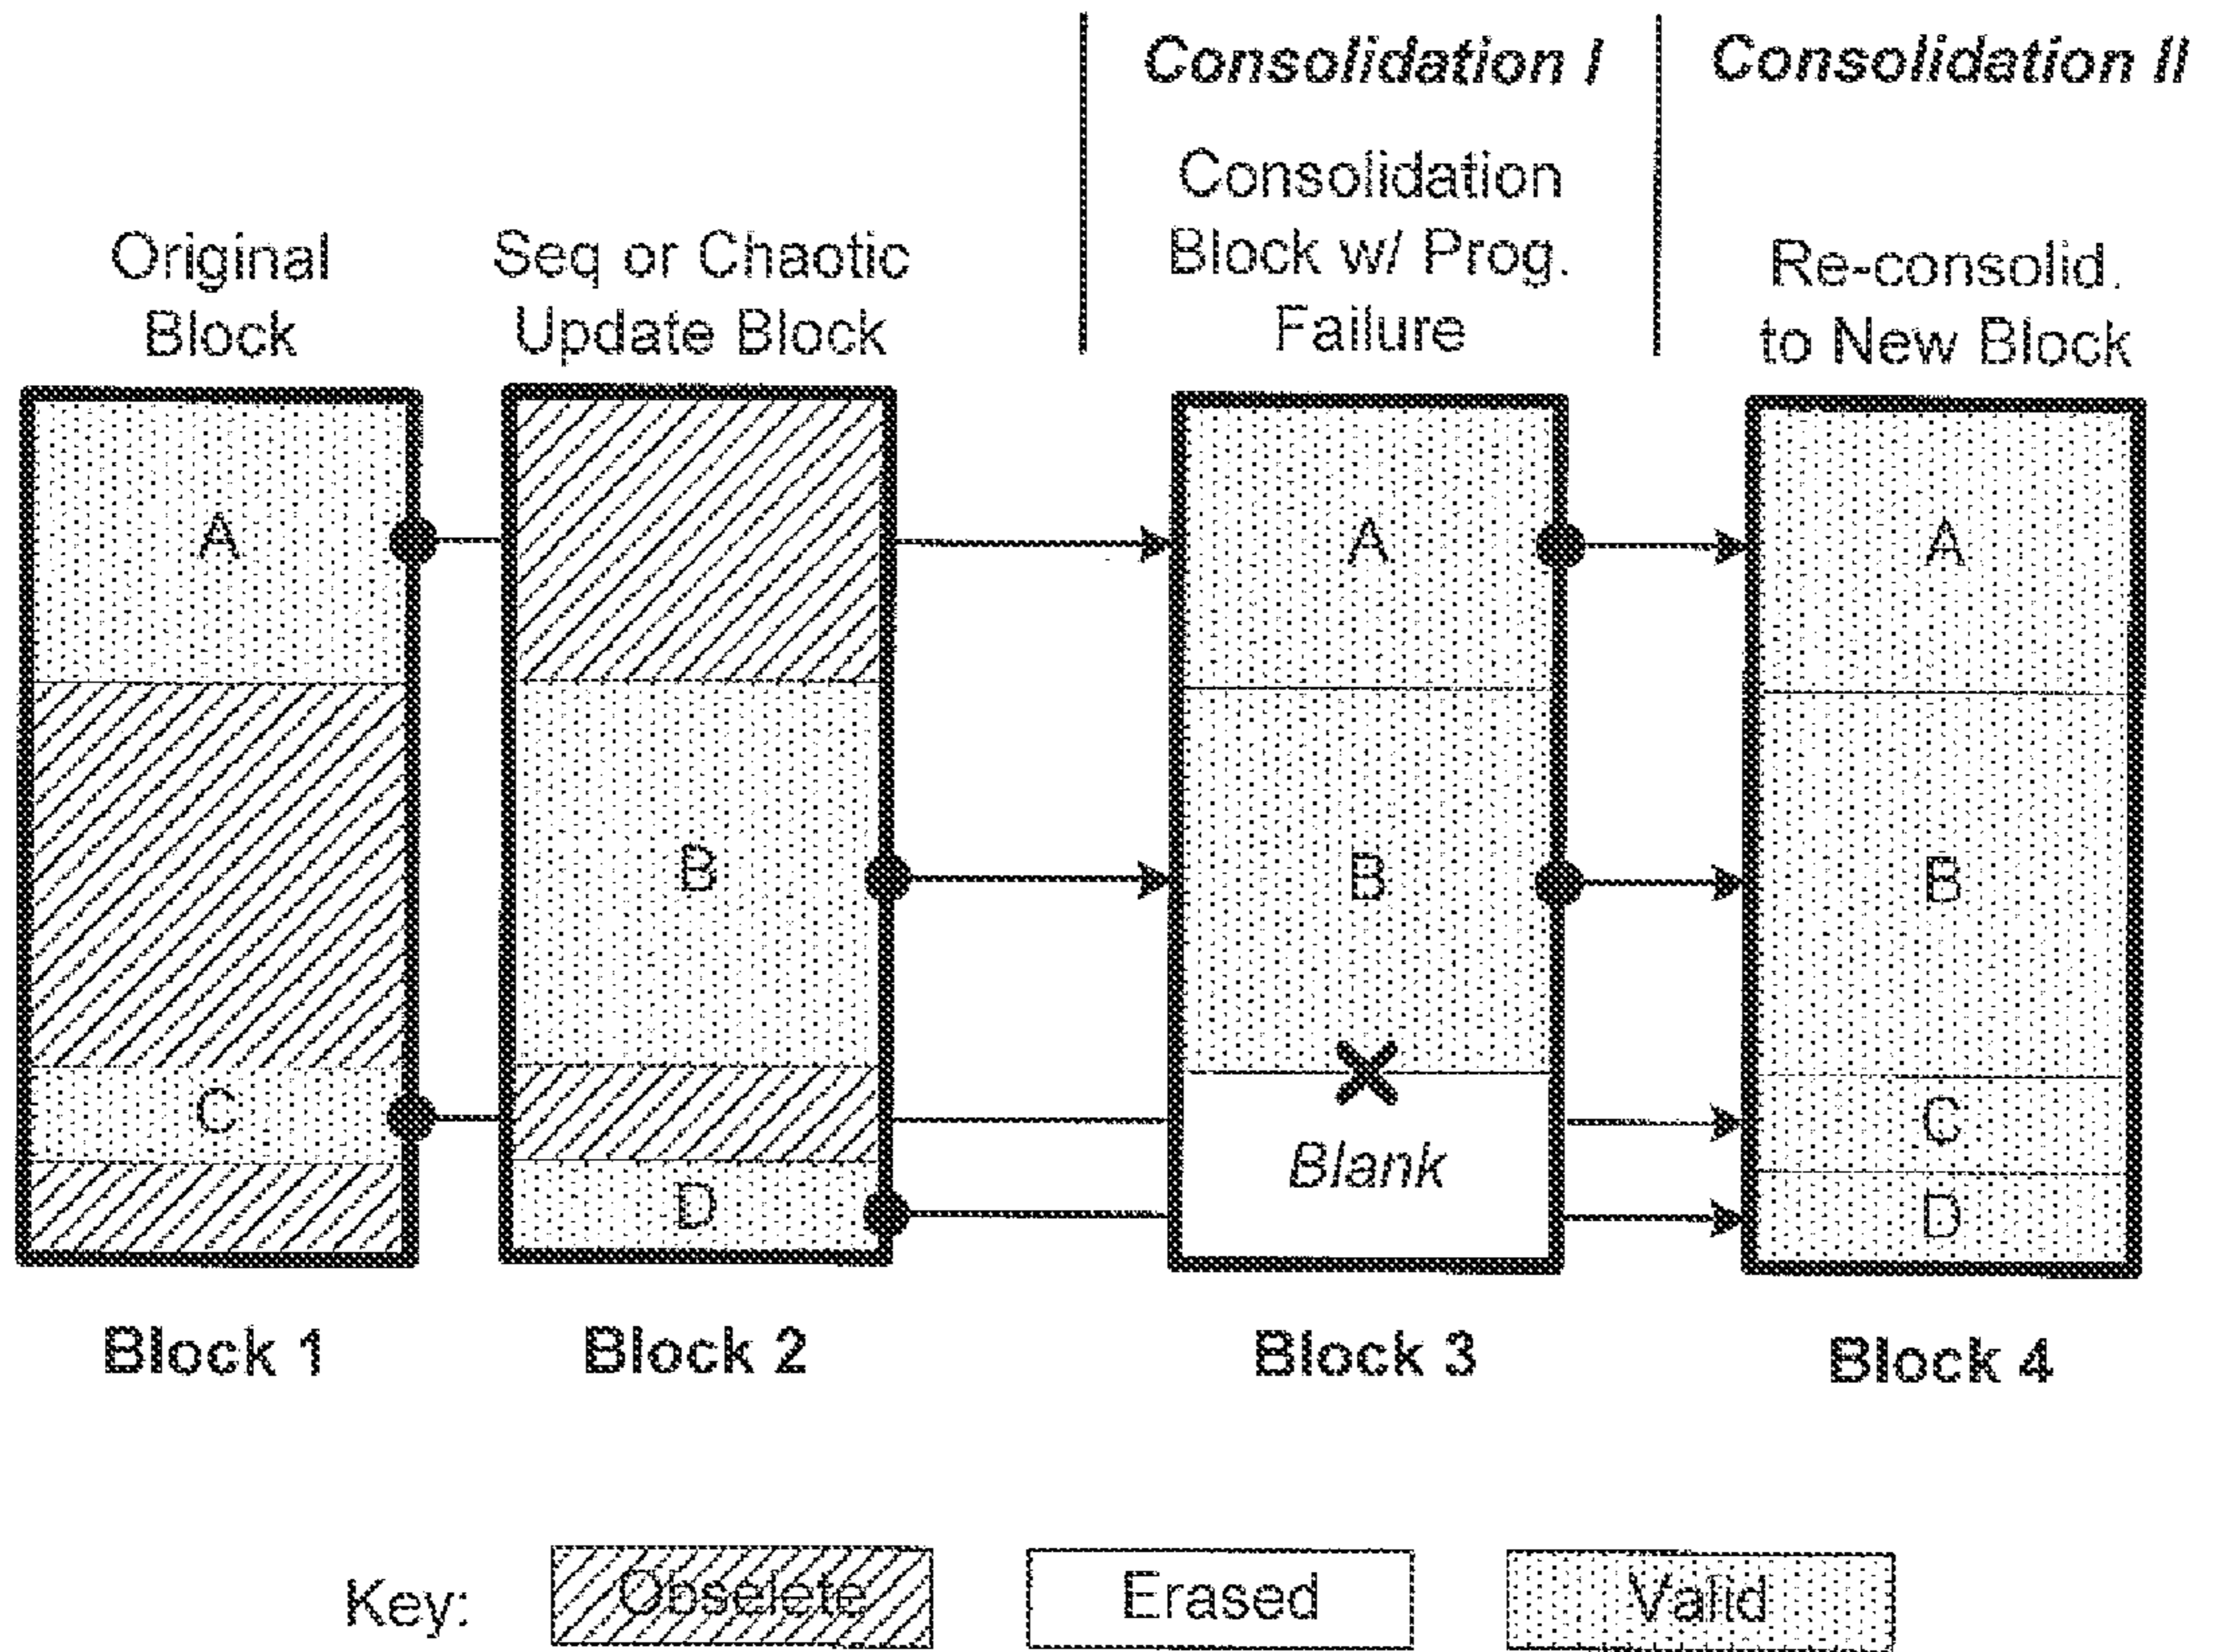 Consolidation I
Consolidation II
Consolidation
Block w/ Prog.
Failure
Original
Block
Seq or Chaotic
Update Block
Re-consolid.
to New Block
A
A
A
B
B
B
C
C
Blank
D
D
Block 1
Block 2
Block 3
Block 4
Key:
Obselete
Erased
Valid